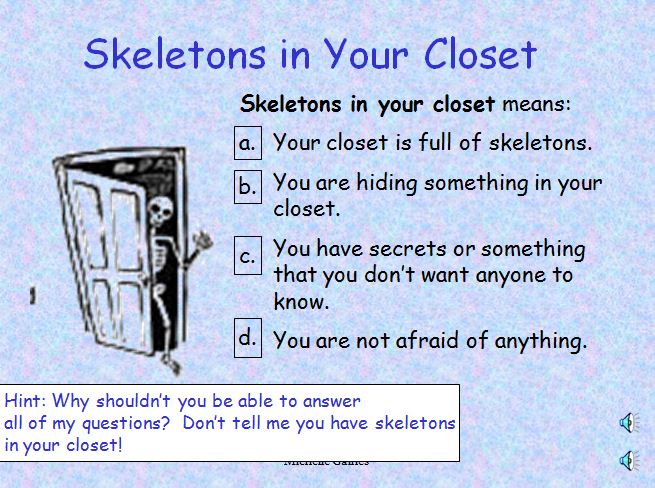 Skeletons in Your Closet
Skeletons in your closet means:
a. Your closet is full of skeletons.
b. You are hiding something in your
closet.
c. You have secrets or something
that you don't want anyone to
know.
d. You are not afraid of anything.
Hint: Why shouldn't you be able to answer
all of my questions? Don't tell me you have skeletons
in your closet!
Michelle Gaines